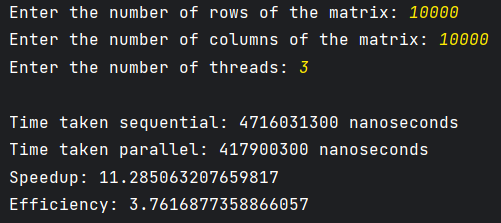 Enter the number of rows of the matrix: 10000
Enter the number of columns of the matrix: 10000
Enter the number of threads: 3
Time taken sequential: 4716031300 nanoseconds
Time taken parallel: 417900300 nanoseconds
Speedup: 11.285063207659817
Efficiency: 3.7616877358866057